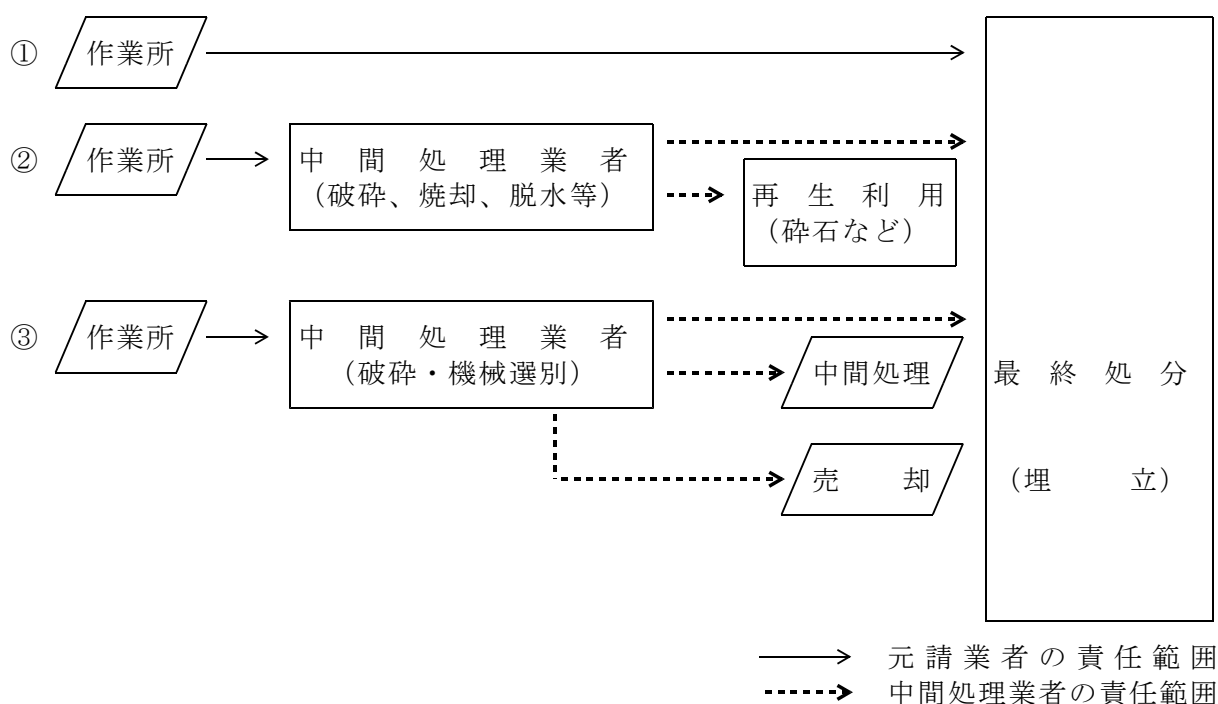 ① 作業所
② 作業所
中間処理業者
（破砕、焼却、脱水等）
再生利用
（砕石など）
③ 作業所
中間処理業者
（破砕・機械選別）
中間処理
売却
最終処分
（埋立）
元請業者の責任範囲
中間処理業者の責任範囲